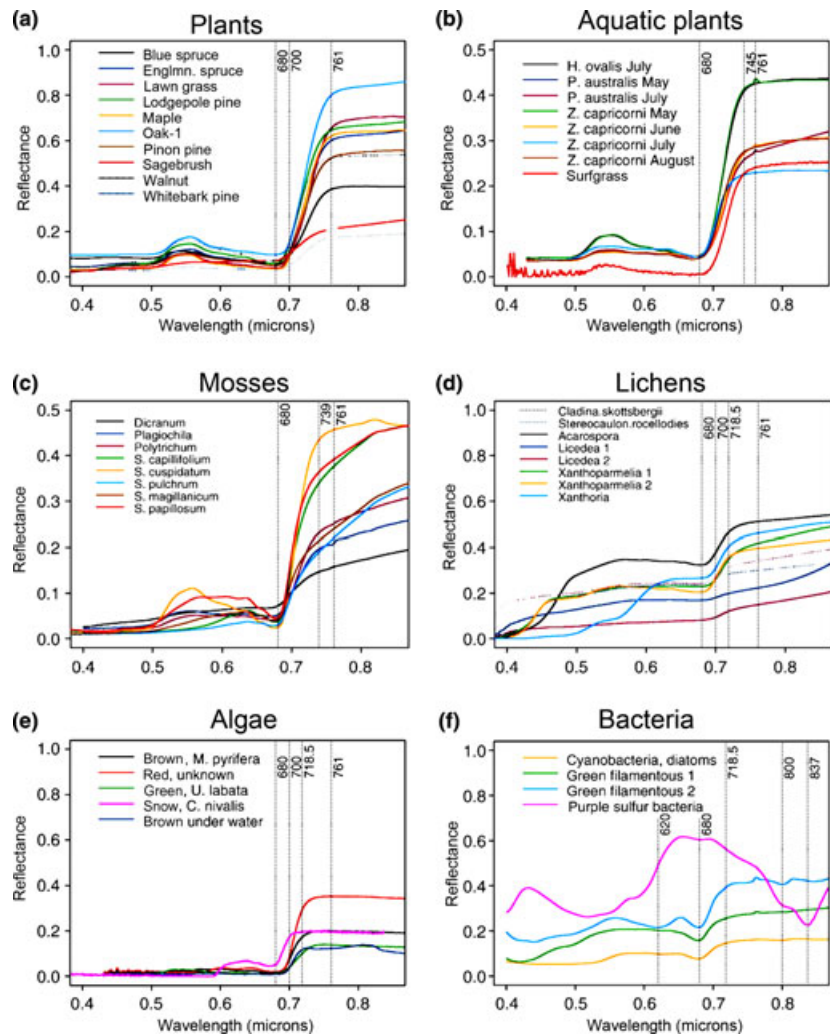 (a) Plants
Reflectance
1.0
0.8
0.6
0.4
0.2
0.0
Blue spruce
Englmn. spruce
Lawn grass
Lodgepole pine
Maple
Oak-1
Pinon pine
Sagebrush
Walnut
Whitebark pine
680
700
761
0.4 0.5 0.6 0.7 0.8
Wavelength (microns)
(b) Aquatic plants
Reflectance
0.5
0.4
0.3
0.2
0.1
0.0
H. ovalis July
P. australis May
P. australis July
Z. capricorni May
Z. capricorni June
Z. capricorni July
Z. capricorni August
Surfgrass
680
745
761
0.4 0.5 0.6 0.7 0.8
Wavelength (microns)
(c) Mosses
Reflectance
0.5
0.4
0.3
0.2
0.1
0.0
Dicranum
Plagiochila
Polytrichum
S. capillifolium
S. cuspidatum
S. pulchrum
S. magillanicum
S. papillosum
680
739
761
0.4 0.5 0.6 0.7 0.8
Wavelength (microns)
(d) Lichens
Reflectance
1.0
0.8
0.6
0.4
0.2
0.0
Cladina.skottsbergii
Stereocaulon.rocellodies
Acarospora
Licedea 1
Licedea 2
Xanthoparmelia 1
Xanthoparmelia 2
Xanthoria
680
700
718.5
761
0.4 0.5 0.6 0.7 0.8
Wavelength (microns)
(e) Algae
Reflectance
1.0
0.8
0.6
0.4
0.2
0.0
Brown, M. pyrifera
Red, unknown
Green, U. labata
Snow, C. nivalis
Brown under water
680
700
718.5
761
0.4 0.5 0.6 0.7 0.8
Wavelength (microns)
(f) Bacteria
Reflectance
1.0
0.8
0.6
0.4
0.2
0.0
Cyanobacteria, diatoms
Green filamentous 1
Green filamentous 2
Purple sulfur bacteria
620
680
718.5
800
837
0.4 0.5 0.6 0.7 0.8
Wavelength (microns)